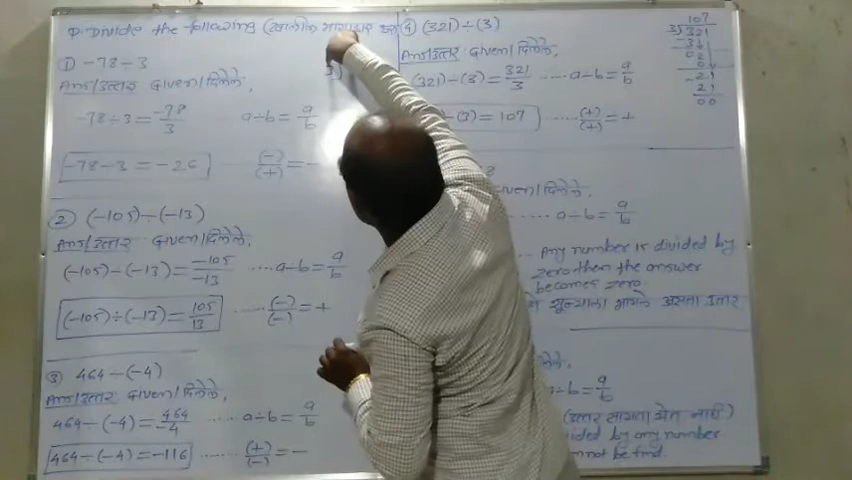 Q. Divide the following (खालील भागाकार करा
① -78 ÷ 3
Ans/उत्तर Given/दिलेले,
-78 ÷ 3 = -78/3 a ÷ b = a/b
-78 ÷ 3 = -26 (-)/(+) = -
② (-105) ÷ (-13)
Ans/उत्तर Given/दिलेले,
(-105) ÷ (-13) = -105/-13 ....a ÷ b = a/b
(-105) ÷ (-13) = 105/13 ...... (-)/(-) = +
③ 464 ÷ (-4)
Ans/उत्तर Given/दिलेले,
464 ÷ (-4) = 464/-4 ...... a ÷ b = a/b
464 ÷ (-4) = -116 ...... (+)/(-) = -
3)
④ (321) ÷ (3)
Ans/उत्तर Given/दिलेले,
(321) ÷ (3) = 321/3 ..... a ÷ b = a/b
÷ (3) = 107 ..... (+)/(+) = +
107
3)321
-3
02
0
-21
21
00
Given/दिलेले,
...... a ÷ b = a/b
Any number is divided by
zero then the answer
becomes zero.
शून्याला भागले असता उत्तर
a ÷ b = a/b
(उत्तर सांगता येत नाही)
by any number
not be find.